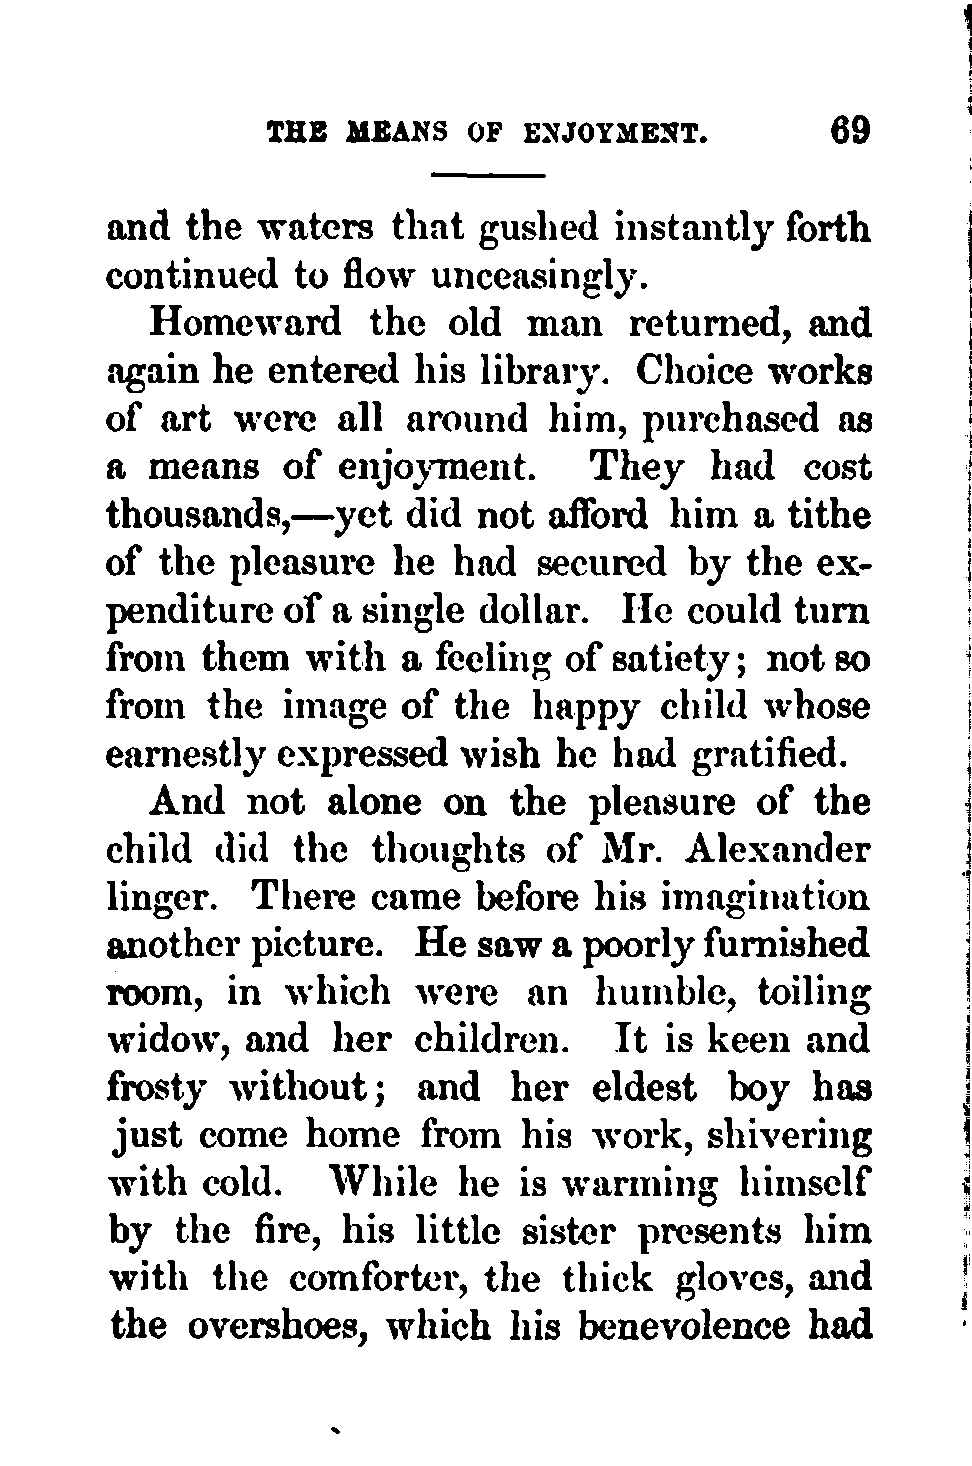 THE MEANS OF ENJOYMENT. 69
and the waters that gushed instantly forth
continued to flow unceasingly.
Homeward the old man returned, and
again he entered his library. Choice works
of art were all around him, purchased as
a means of enjoyment. They had cost
thousands,—yet did not afford him a tithe
of the pleasure he had secured by the ex-
penditure of a single dollar. He could turn
from them with a feeling of satiety; not so
from the image of the happy child whose
earnestly expressed wish he had gratified.
And not alone on the pleasure of the
child did the thoughts of Mr. Alexander
linger. There came before his imagination
another picture. He saw a poorly furnished
room, in which were an humble, toiling
widow, and her children. It is keen and
frosty without; and her eldest boy has
just come home from his work, shivering
with cold. While he is warming himself
by the fire, his little sister presents him
with the comforter, the thick gloves, and
the overshoes, which his benevolence had